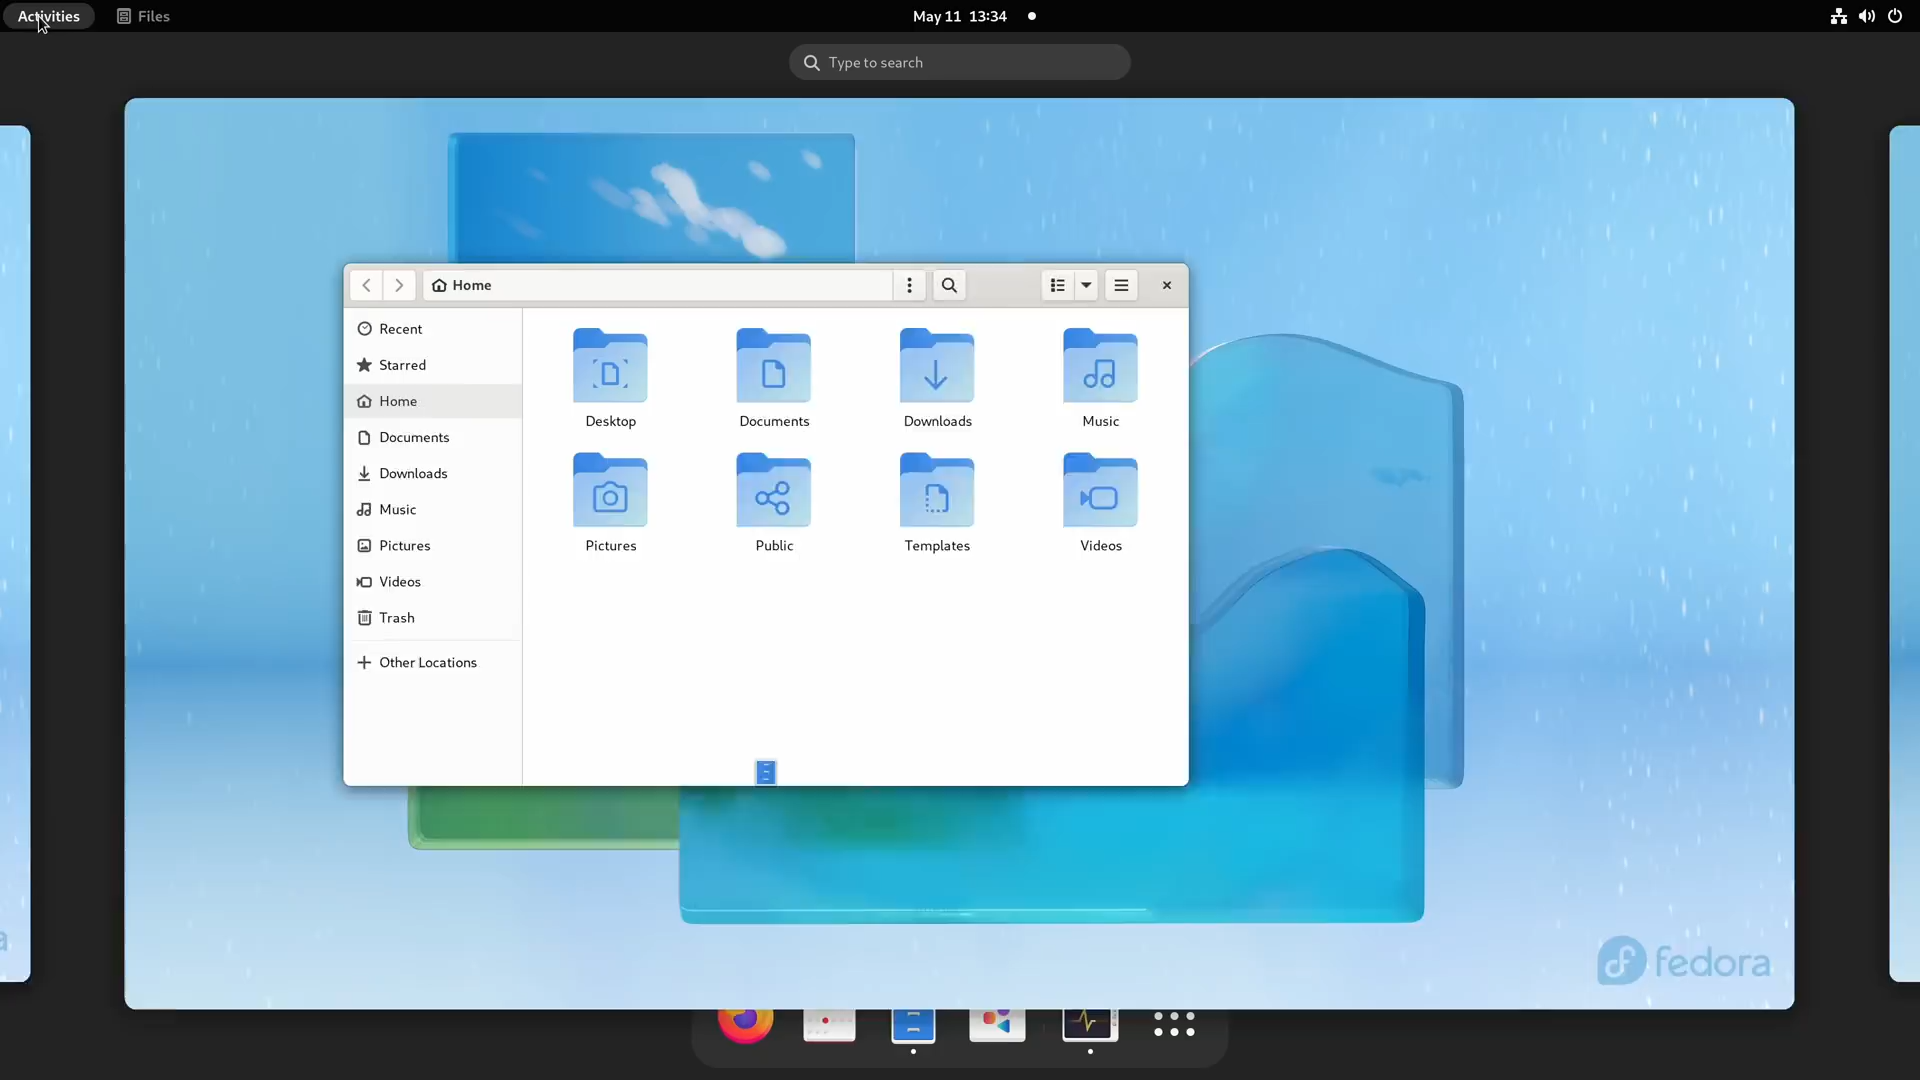 Activities
Files
May 11 13:34
Type to search
Home
Recent
Starred
Home
Documents
Downloads
Music
Pictures
Videos
Trash
Other Locations
Desktop
Documents
Downloads
Music
Pictures
Public
Templates
Videos
fedora